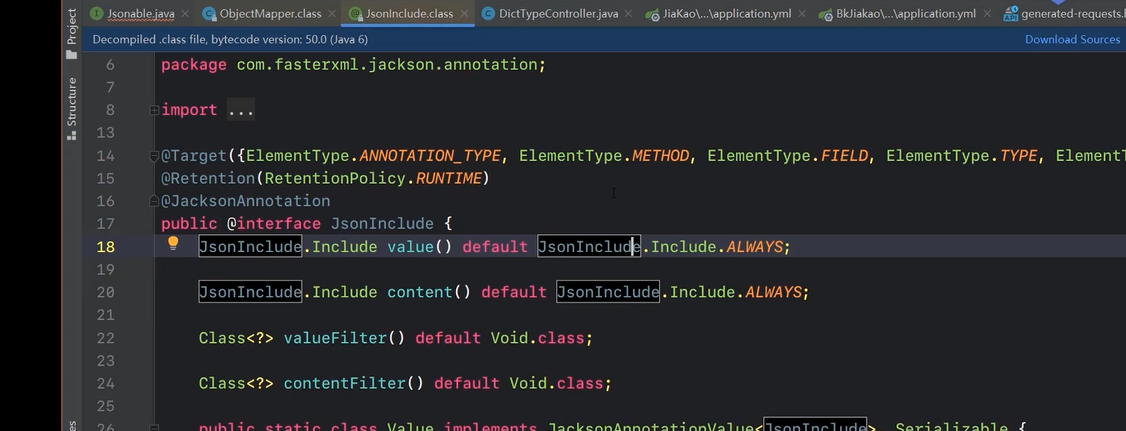 Project
Structure
Jsonable.java ObjectMapper.class JsonInclude.class DictTypeController.java JiaKao\...\application.yml BkJiakao\...\application.yml generated-requests.
Decompiled .class file, bytecode version: 50.0 (Java 6) Download Sources
6 package com.fasterxml.jackson.annotation;
7
8 import ...
13
14 @Target({ElementType.ANNOTATION_TYPE, ElementType.METHOD, ElementType.FIELD, ElementType.TYPE, ElementT
15 @Retention(RetentionPolicy.RUNTIME)
16 @JacksonAnnotation
17 public @interface JsonInclude {
18 JsonInclude.Include value() default JsonInclude.Include.ALWAYS;
19
20 JsonInclude.Include content() default JsonInclude.Include.ALWAYS;
21
22 Class<?> valueFilter() default Void.class;
23
24 Class<?> contentFilter() default Void.class;
25
26 public static class Value implements JacksonAnnotationValue<JsonInclude>, Serializable {